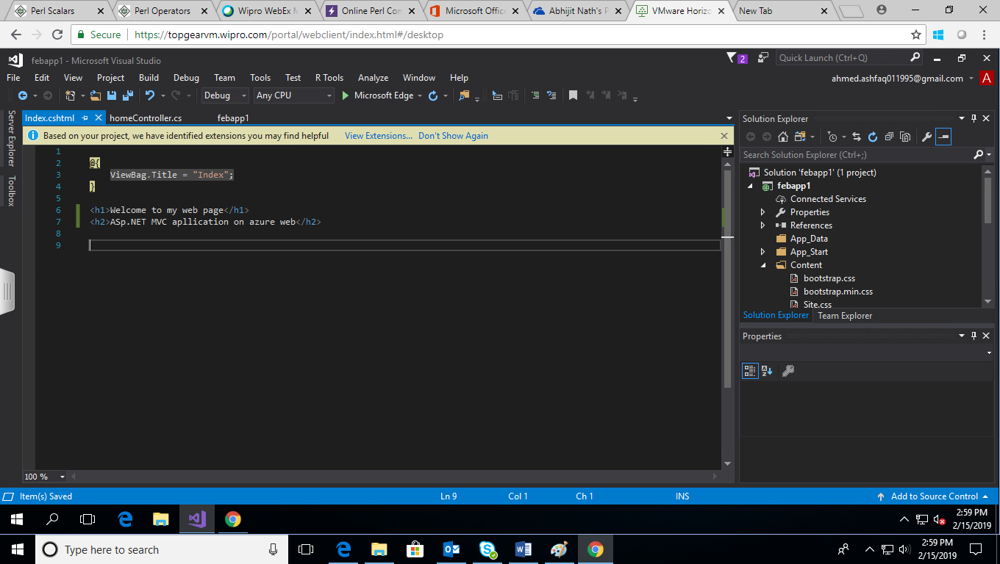 Perl Scalars
Perl Operators
Wipro WebEx M
Online Perl Com
Microsoft Office
Abhijit Nath's P
VMware Horizo
New Tab
Secure https://topgearvm.wipro.com/portal/webclient/index.html#/desktop
febapp1 - Microsoft Visual Studio
2
Quick Launch (Ctrl+Q)
File Edit View Project Build Debug Team Tools Test R Tools Analyze Window Help
ahmed.ashfaq011995@gmail.com A
Debug Any CPU Microsoft Edge
Server Explorer
Toolbox
Index.cshtml homeController.cs febapp1
Based on your project, we have identified extensions you may find helpful View Extensions... Don't Show Again
1
2 @{
3 ViewBag.Title = "Index";
4 }
5
6 <h1>Welcome to my web page</h1>
7 <h2>ASp.NET MVC apllication on azure web</h2>
8
9
100 %
Solution Explorer
Search Solution Explorer (Ctrl+;)
Solution 'febapp1' (1 project)
febapp1
Connected Services
Properties
References
App_Data
App_Start
Content
bootstrap.css
bootstrap.min.css
Site.css
Solution Explorer Team Explorer
Properties
Item(s) Saved Ln 9 Col 1 Ch 1 INS Add to Source Control
2:59 PM
2/15/2019
Type here to search
2:59 PM
2/15/2019